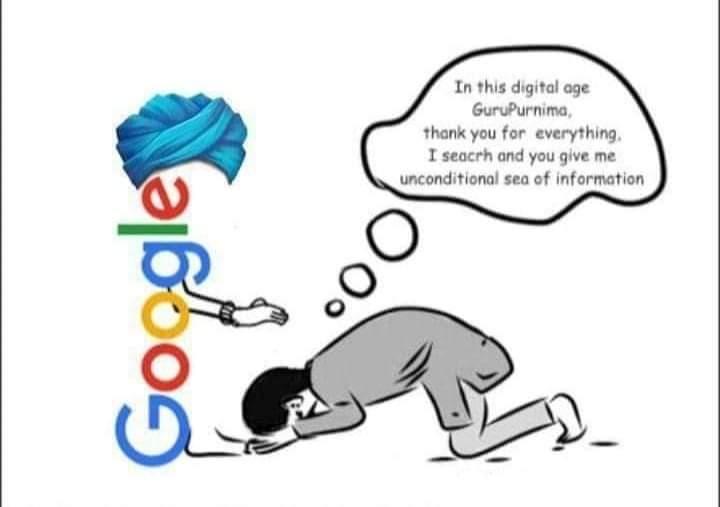 Google
In this digital age
GuruPurnima,
thank you for everything.
I seacrh and you give me
unconditional sea of information